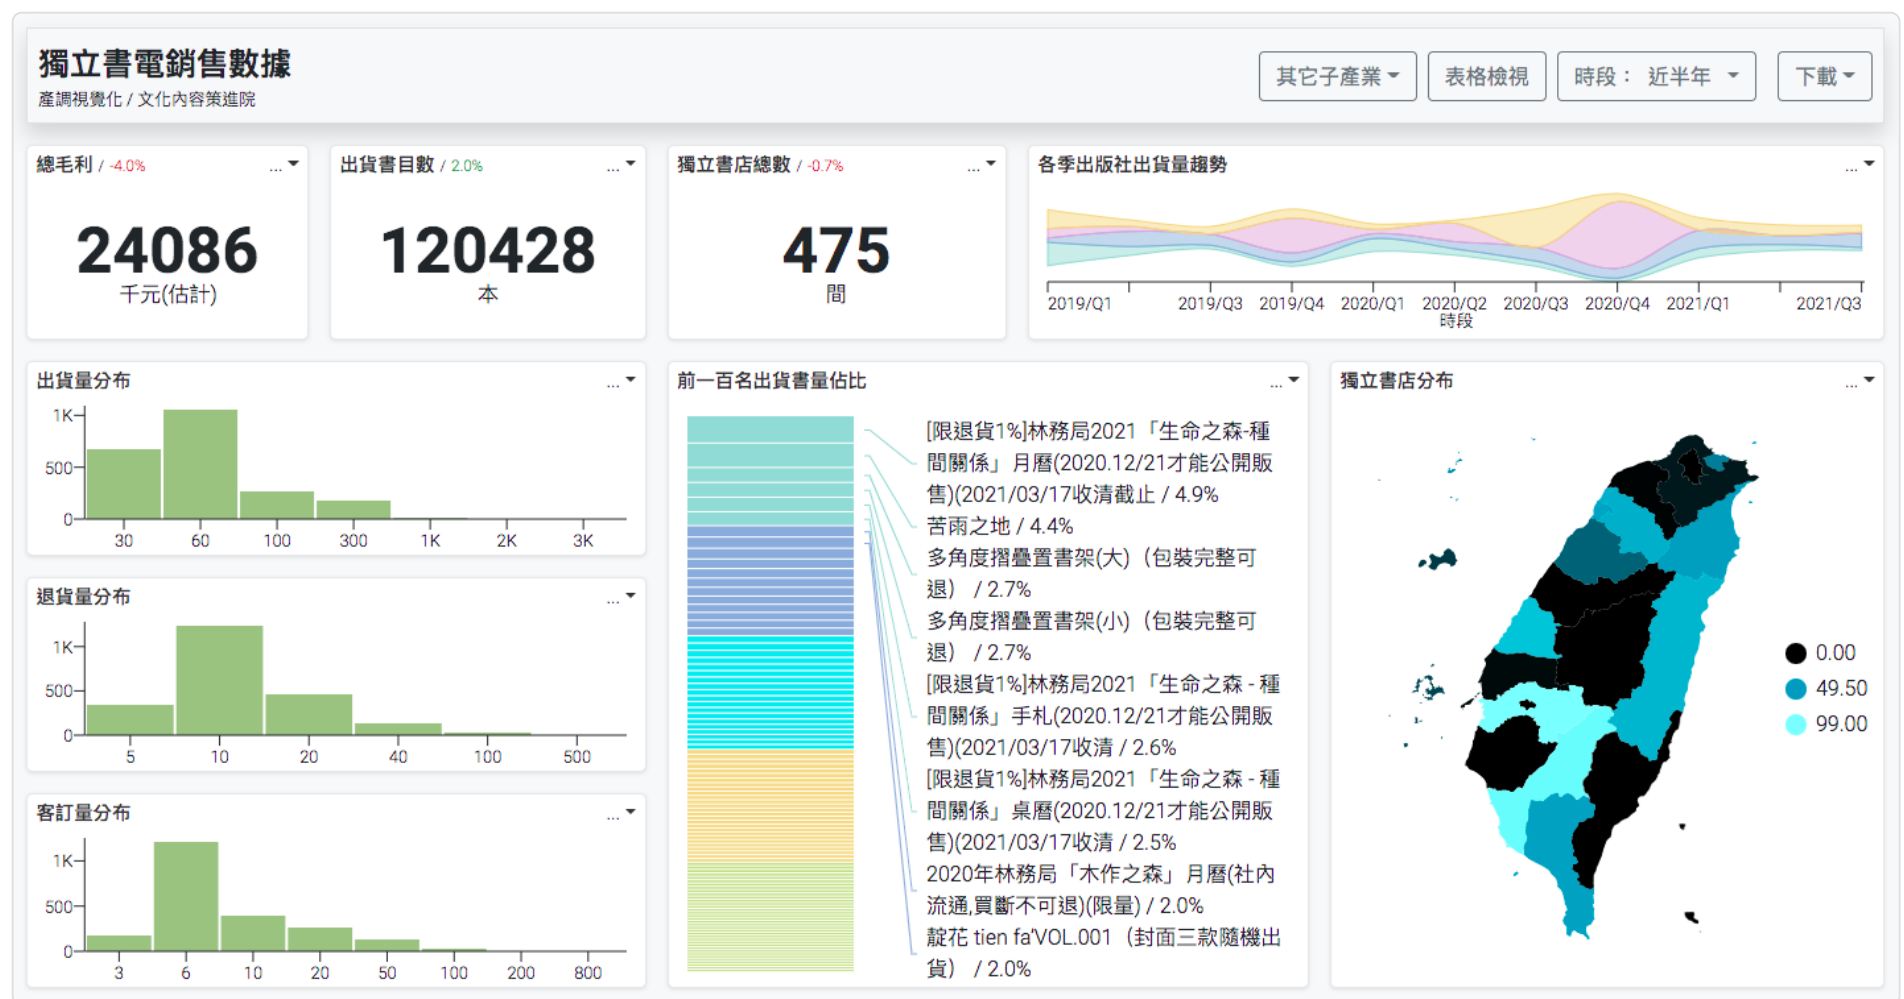 獨立書電銷售數據
產調視覺化 / 文化內容策進院
其它子產業
表格檢視
時段： 近半年
下載
總毛利 / -4.0%
...
24086
千元(估計)
出貨書目數 / 2.0%
...
120428
本
獨立書店總數 / -0.7%
...
475
間
各季出版社出貨量趨勢
...
2019/Q1 2019/Q3 2019/Q4 2020/Q1 2020/Q2 2020/Q3 2020/Q4 2021/Q1 2021/Q3
時段
出貨量分布
...
1K
500
0
30 60 100 300 1K 2K 3K
退貨量分布
...
1K
500
0
5 10 20 40 100 500
客訂量分布
...
1K
500
0
3 6 10 20 50 100 200 800
前一百名出貨書量佔比
...
[限退貨1%]林務局2021「生命之森-種
間關係」月曆(2020.12/21才能公開販
售)(2021/03/17收清截止 / 4.9%
苦雨之地 / 4.4%
多角度摺疊置書架(大)（包裝完整可
退） / 2.7%
多角度摺疊置書架(小)（包裝完整可
退） / 2.7%
[限退貨1%]林務局2021「生命之森 - 種
間關係」手札(2020.12/21才能公開販
售)(2021/03/17收清 / 2.6%
[限退貨1%]林務局2021「生命之森 - 種
間關係」桌曆(2020.12/21才能公開販
售)(2021/03/17收清 / 2.5%
2020年林務局「木作之森」月曆(社內
流通,買斷不可退)(限量) / 2.0%
靛花 tien fa'VOL.001（封面三款隨機出
貨） / 2.0%
獨立書店分布
...
0.00
49.50
99.00